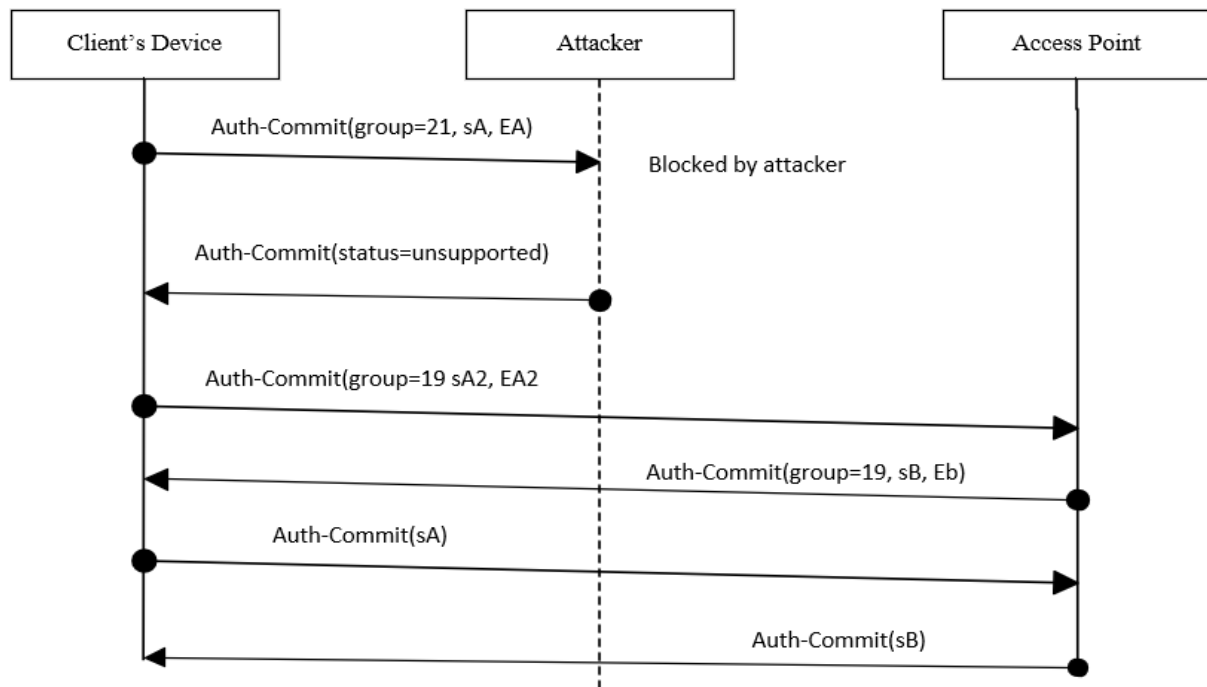 Client’s Device
Attacker
Access Point
Auth-Commit(group=21, sA, EA)
Blocked by attacker
Auth-Commit(status=unsupported)
Auth-Commit(group=19 sA2, EA2
Auth-Commit(group=19, sB, Eb)
Auth-Commit(sA)
Auth-Commit(sB)